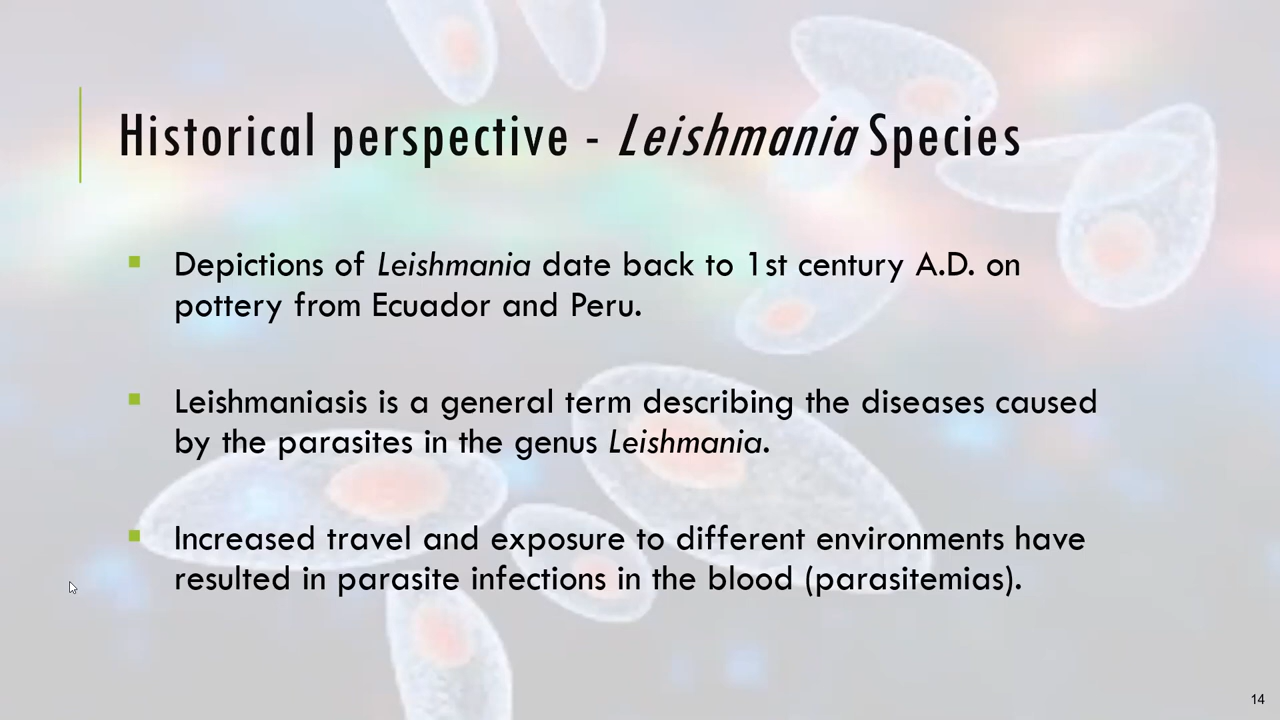 Historical perspective - Leishmania Species
▪ Depictions of Leishmania date back to 1st century A.D. on
pottery from Ecuador and Peru.
▪ Leishmaniasis is a general term describing the diseases caused
by the parasites in the genus Leishmania.
▪ Increased travel and exposure to different environments have
resulted in parasite infections in the blood (parasitemias).
14